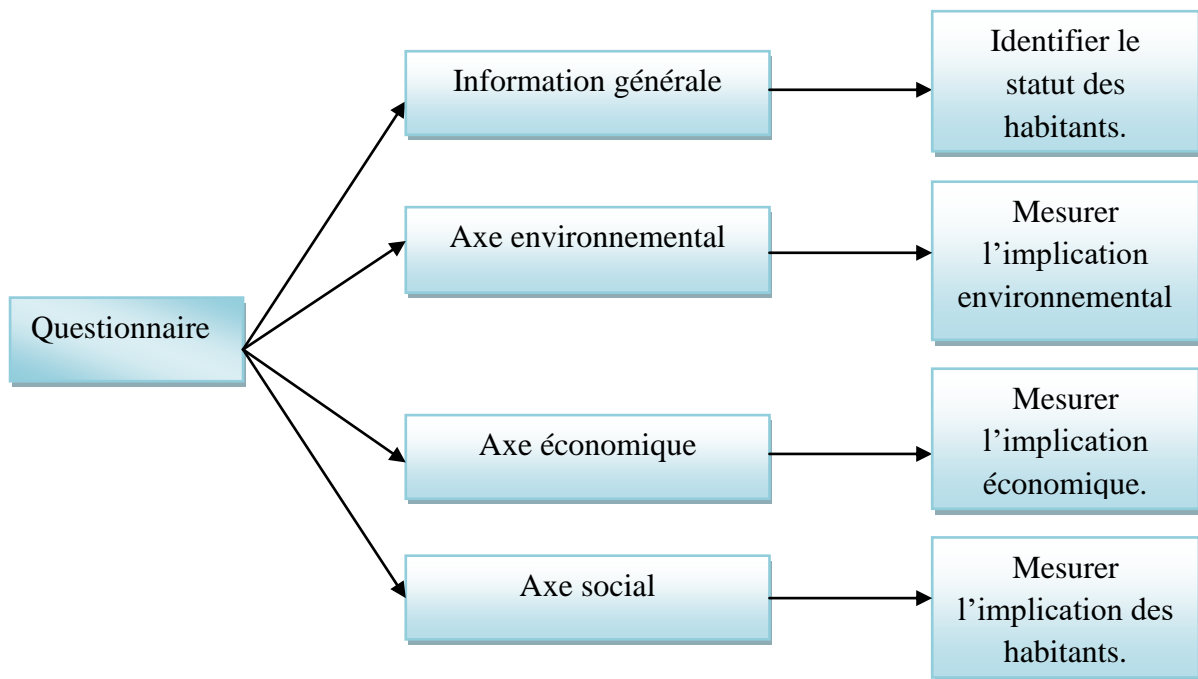 Questionnaire
Information générale
Identifier le
statut des
habitants.
Axe environnemental
Mesurer
l’implication
environnemental
Axe économique
Mesurer
l’implication
économique.
Axe social
Mesurer
l’implication des
habitants.